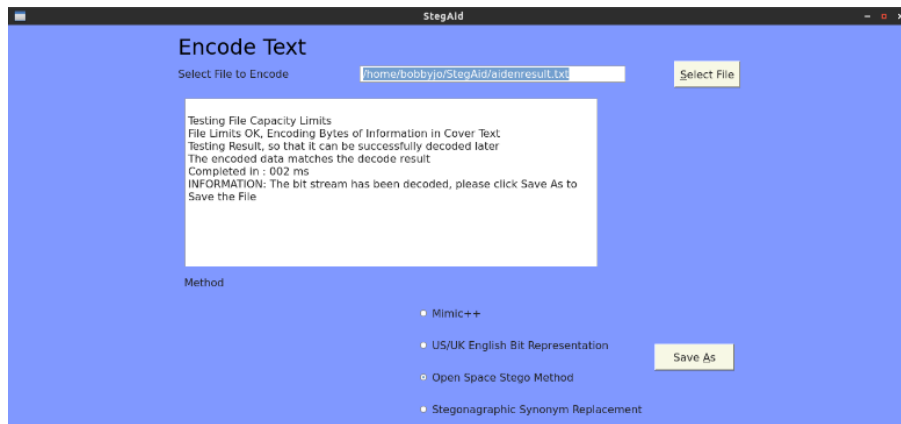 StegAid
Encode Text
Select File to Encode
/home/bobbyjo/StegAid/aidenresult.txt
Select File
Testing File Capacity Limits
File Limits OK, Encoding Bytes of Information in Cover Text
Testing Result, so that it can be successfully decoded later
The encoded data matches the decode result
Completed in : 002 ms
INFORMATION: The bit stream has been decoded, please click Save As to
Save the File
Method
Mimic++
US/UK English Bit Representation
Save As
Open Space Stego Method
Stegonagraphic Synonym Replacement